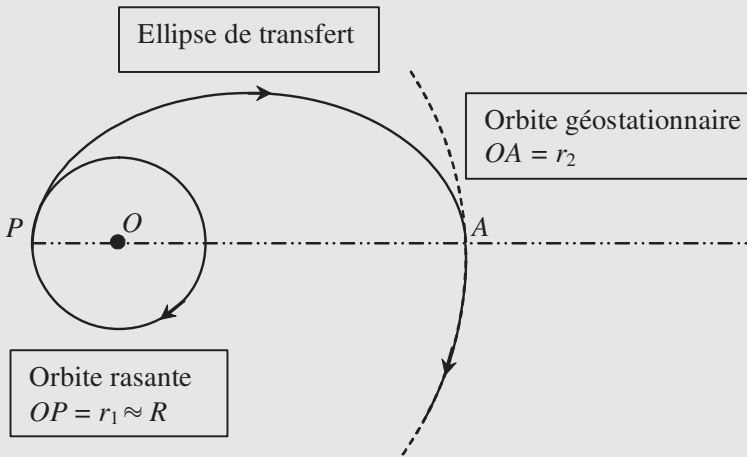 Ellipse de transfert
Orbite géostationnaire
OA = r₂
P
O
A
Orbite rasante
OP = r₁ ≈ R